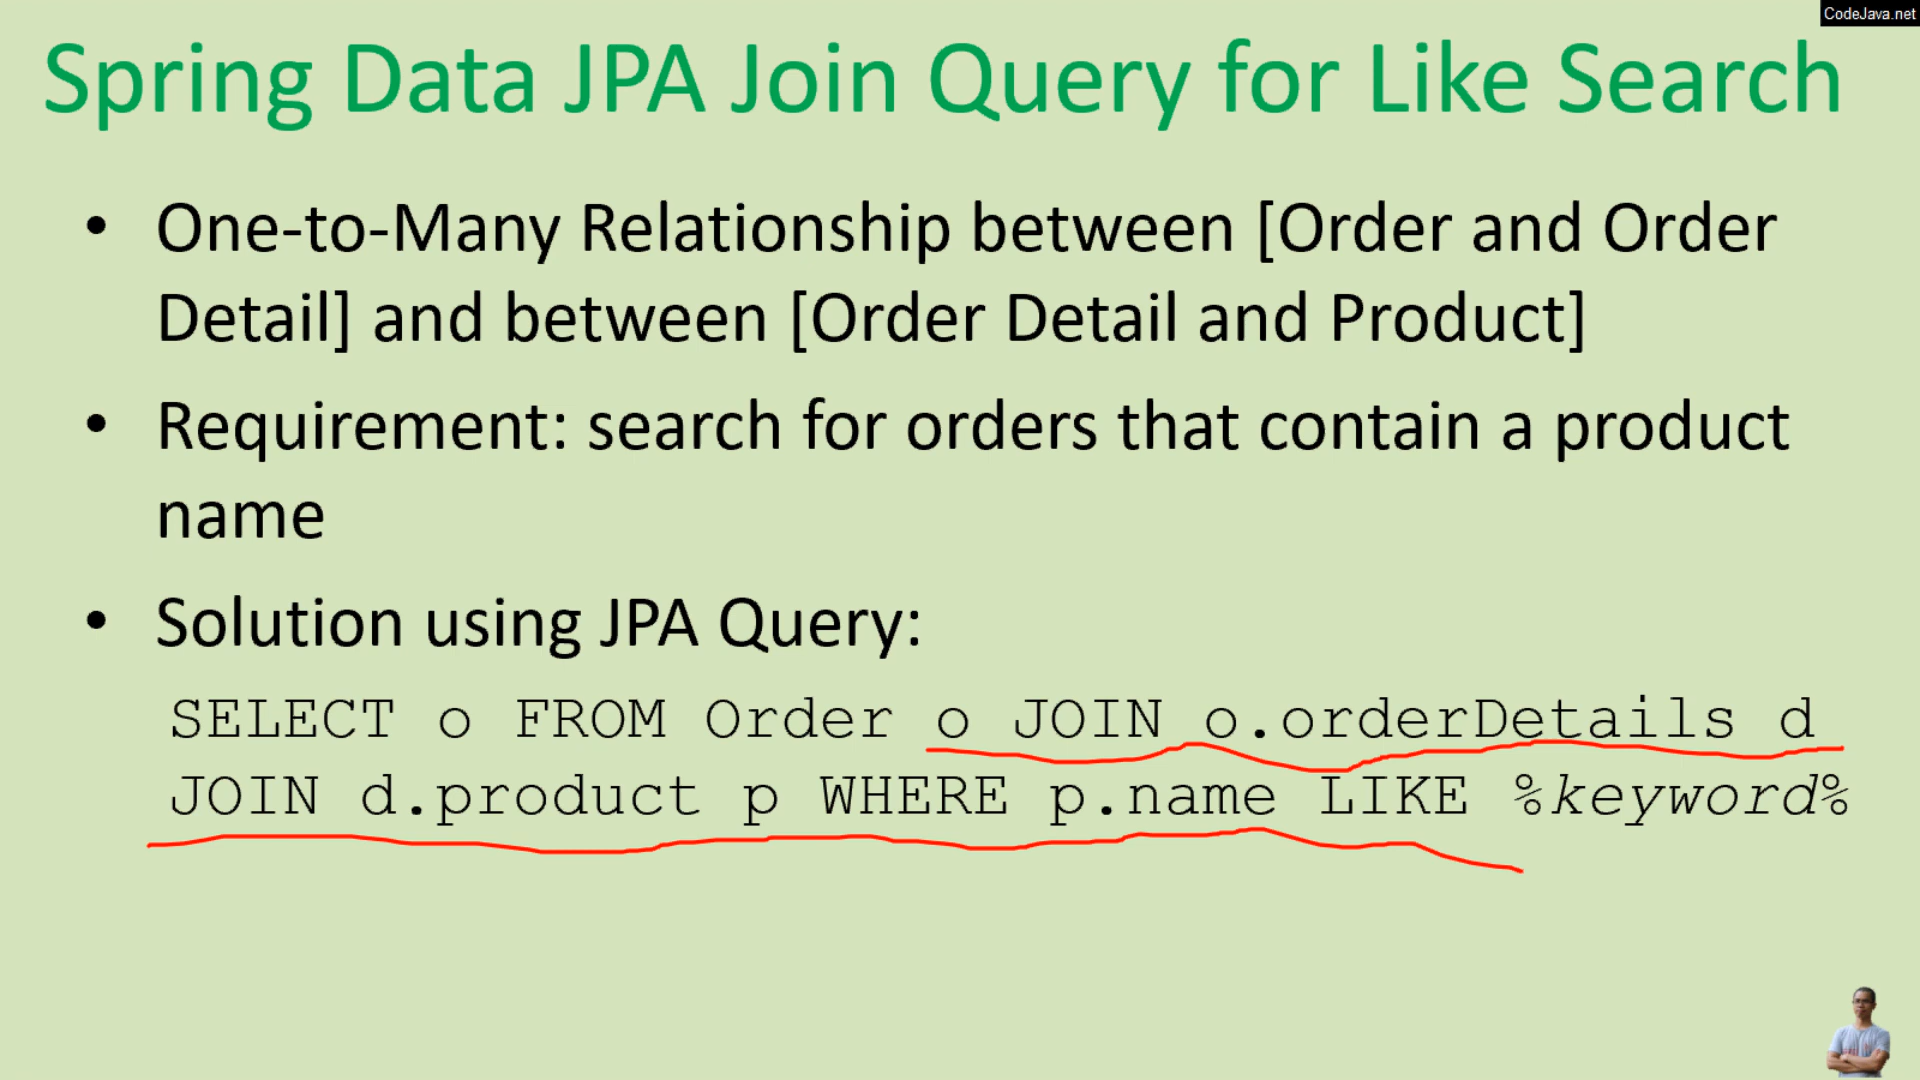 CodeJava.net
Spring Data JPA Join Query for Like Search
• One-to-Many Relationship between [Order and Order
Detail] and between [Order Detail and Product]
• Requirement: search for orders that contain a product
name
• Solution using JPA Query:
SELECT o FROM Order o JOIN o.orderDetails d
JOIN d.product p WHERE p.name LIKE %keyword%